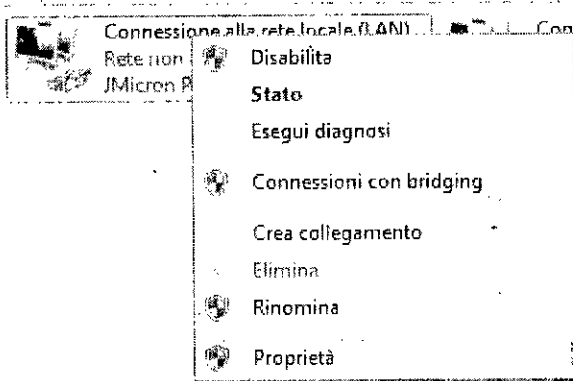 Connessione alla rete locale (LAN)
Con
Rete non
JMicron P
Disabilita
Stato
Esegui diagnosi
Connessioni con bridging
Crea collegamento
Elimina
Rinomina
Proprietà